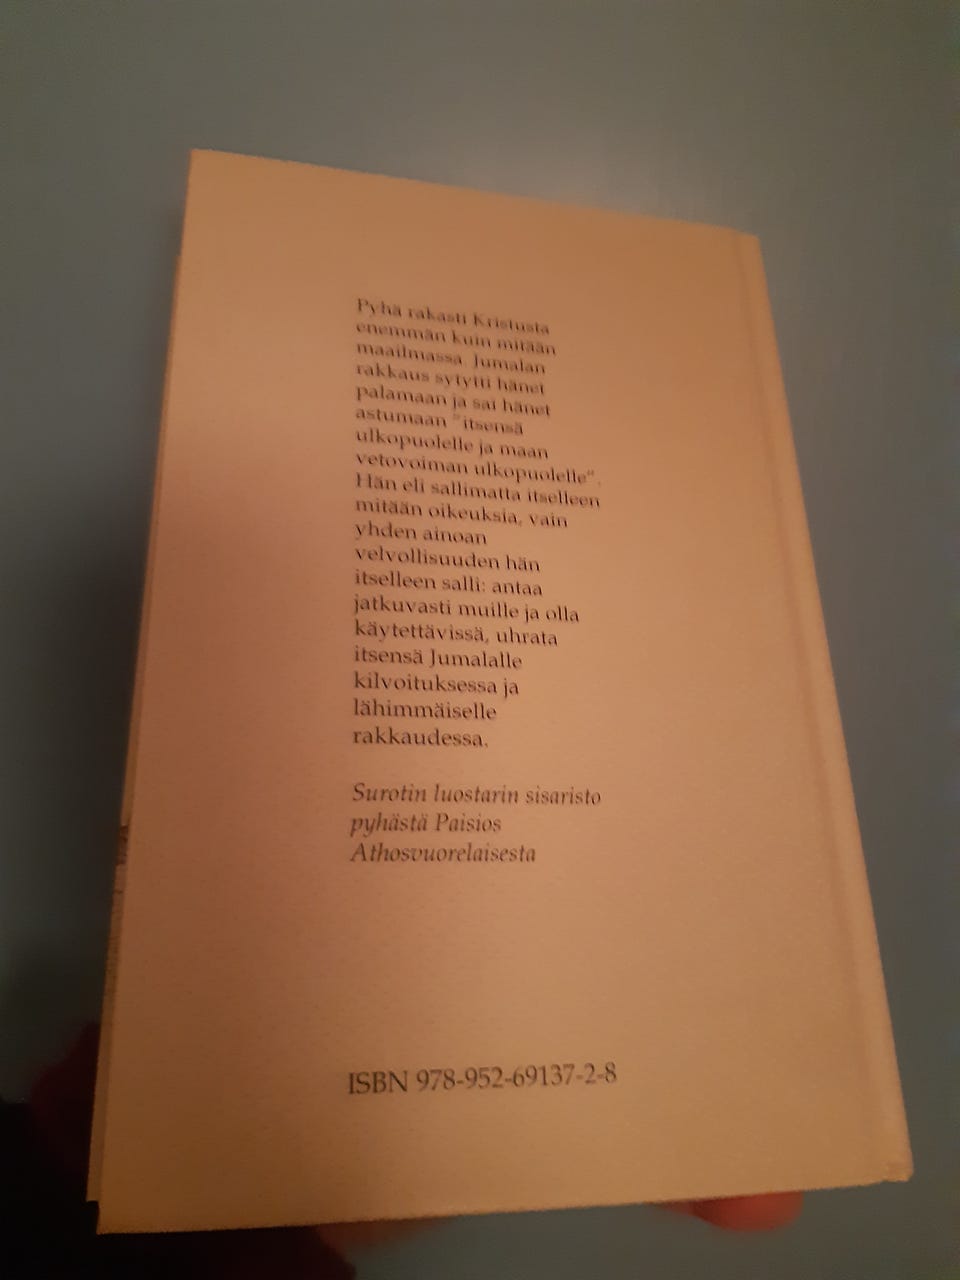 Pyhä rakasti Kristusta
enemmän kuin mitään
maailmassa. Jumalan
rakkaus sytytti hänet
palamaan ja sai hänet
astumaan "itsensä
ulkopuolelle ja maan
vetovoiman ulkopuolelle".
Hän eli sallimatta itselleen
mitään oikeuksia, vain
yhden ainoan
velvollisuuden hän
itselleen salli: antaa
jatkuvasti muille ja olla
käytettävissä, uhrata
itsensä Jumalalle
kilvoituksessa ja
lähimmäiselle
rakkaudessa.
Surotin luostarin sisaristo
pyhästä Paisios
Athosvuorelaisesta
ISBN 978-952-69137-2-8